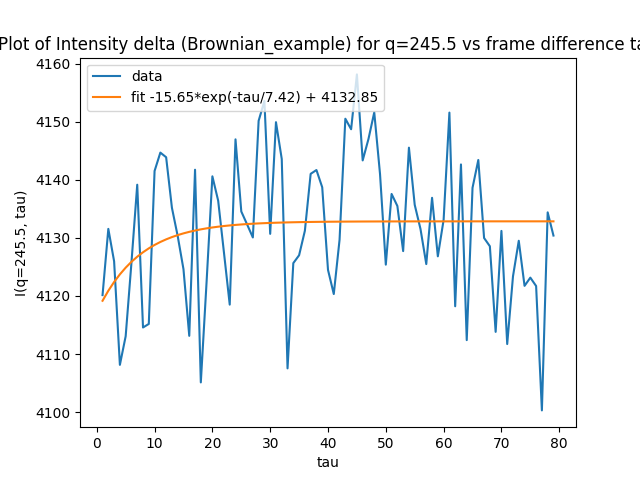 Plot of Intensity delta (Brownian_example) for q=245.5 vs frame difference ta
data
fit -15.65*exp(-tau/7.42) + 4132.85
I(q=245.5, tau)
4160
4150
4140
4130
4120
4110
4100
0 10 20 30 40 50 60 70 80
tau